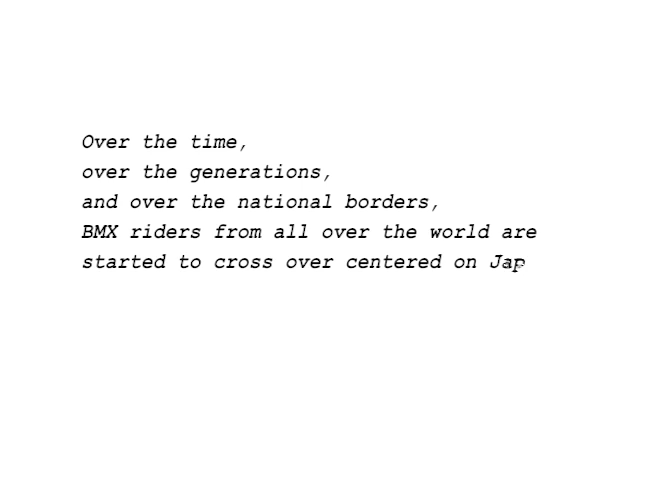 Over the time,
over the generations,
and over the national borders,
BMX riders from all over the world are
started to cross over centered on Jap